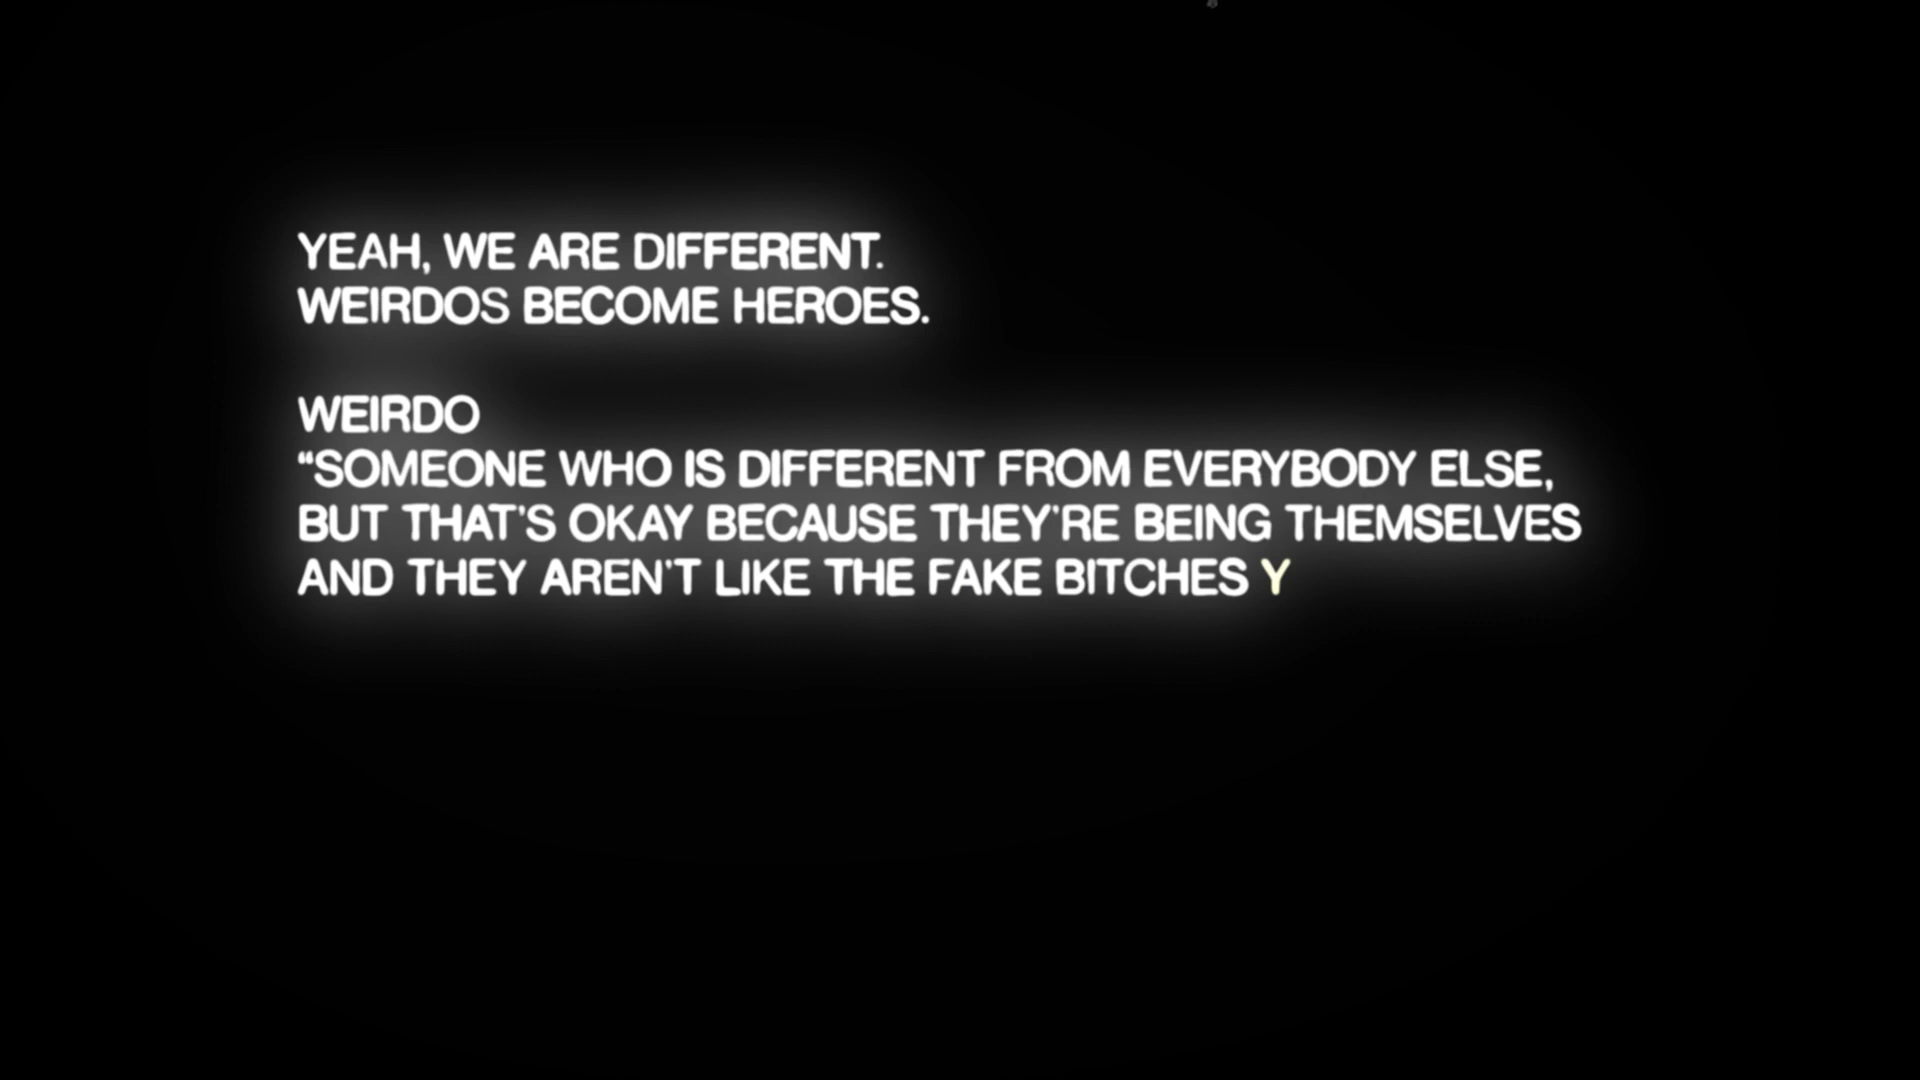 YEAH, WE ARE DIFFERENT.
WEIRDOS BECOME HEROES.
WEIRDO
“SOMEONE WHO IS DIFFERENT FROM EVERYBODY ELSE,
BUT THAT'S OKAY BECAUSE THEY'RE BEING THEMSELVES
AND THEY AREN'T LIKE THE FAKE BITCHES Y